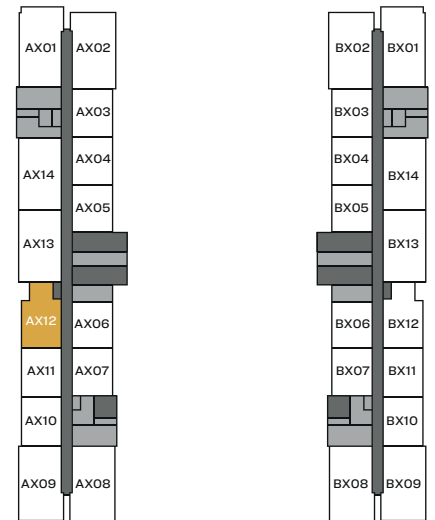 AX01 AX02 BX02 BX01
AX03 BX03
AX04 BX04
AX14 BX14
AX05 BX05
AX13 BX13
AX12 AX06 BX06 BX12
AX11 AX07 BX07 BX11
AX10 BX10
AX09 AX08 BX08 BX09